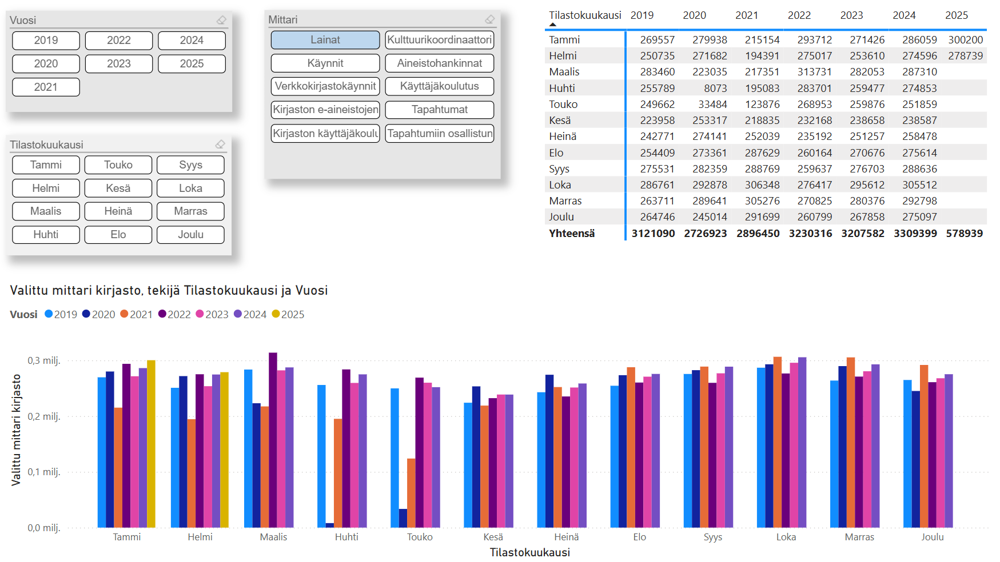 Vuosi
2019 2022 2024
2020 2023 2025
2021
Tilastokuukausi
Tammi Touko Syys
Helmi Kesä Loka
Maalis Heinä Marras
Huhti Elo Joulu
Mittari
Lainat Kulttuurikoordinaattori
Käynnit Aineistohankinnat
Verkkokirjastokäynnit Käyttäjäkoulutus
Kirjaston e-aineistojen Tapahtumat
Kirjaston käyttäjäkoulu Tapahtumiin osallistun
Tilastokuukausi 2019 2020 2021 2022 2023 2024 2025
Tammi 269557 279938 215154 293712 271426 286059 300200
Helmi 250735 271682 194391 275017 253610 274596 278739
Maalis 283460 223035 217351 313731 282053 287310
Huhti 255789 8073 195083 283701 259477 274853
Touko 249662 33484 123876 268953 259876 251859
Kesä 223958 253317 218835 232168 238658 238587
Heinä 242771 274141 252039 235192 251257 258478
Elo 254409 273361 287629 260164 270676 275614
Syys 275531 282359 288769 259637 276703 288636
Loka 286761 292878 306348 276417 295612 305512
Marras 263711 289641 305276 270825 280376 292798
Joulu 264746 245014 291699 260799 267858 275097
Yhteensä 3121090 2726923 2896450 3230316 3207582 3309399 578939
Valittu mittari kirjasto, tekijä Tilastokuukausi ja Vuosi
Vuosi 2019 2020 2021 2022 2023 2024 2025
Valittu mittari kirjasto
0,3 milj.
0,2 milj.
0,1 milj.
0,0 milj.
Tammi Helmi Maalis Huhti Touko Kesä Heinä Elo Syys Loka Marras Joulu
Tilastokuukausi